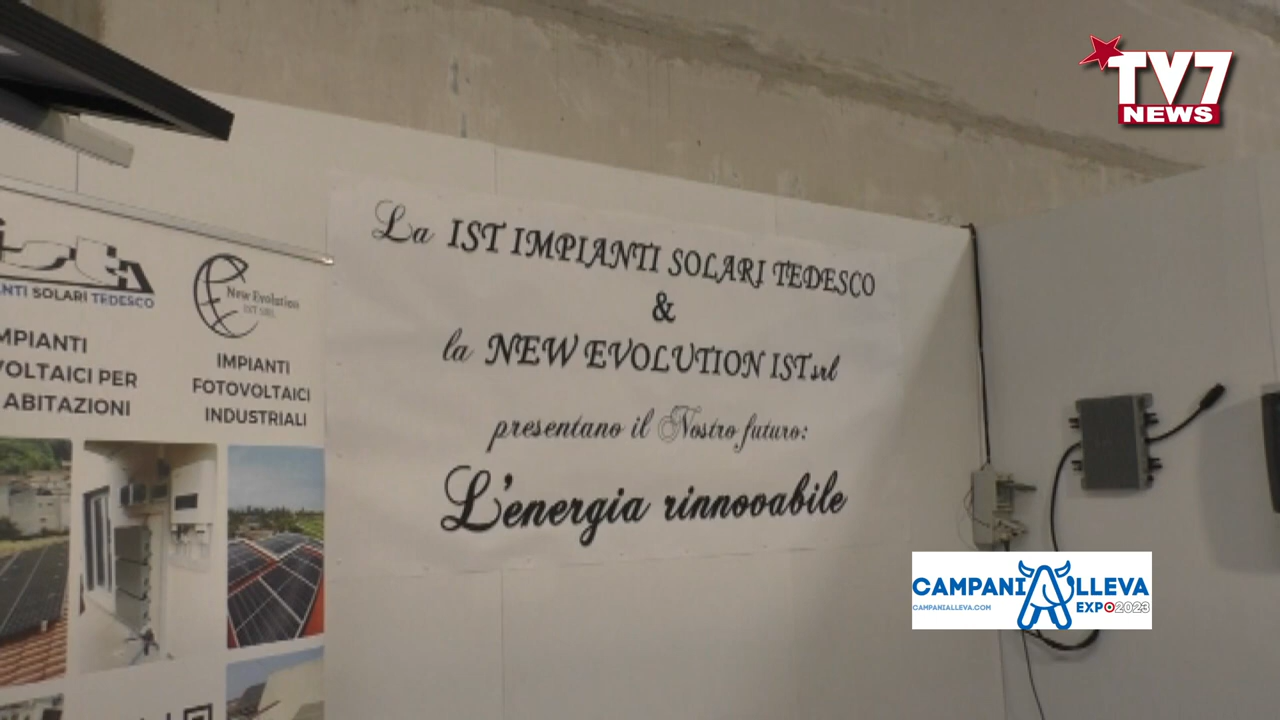 TV7
NEWS
La IST IMPIANTI SOLARI TEDESCO
&
la NEW EVOLUTION IST srl
presentano il Nostro futuro:
L'energia rinnovabile
ANTI SOLARI TEDESCO
MPIANTI
VOLTAICI PER
ABITAZIONI
New Evolution
IST SRL
IMPIANTI
FOTOVOLTAICI
INDUSTRIALI
CAMPANIALLEVA
CAMPANIALLEVA.COM
EXPO2023